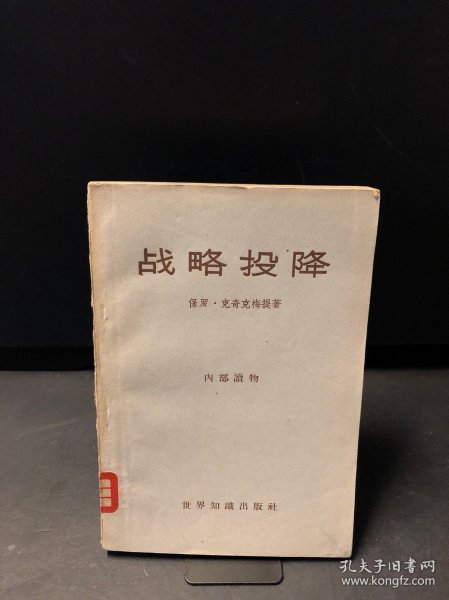 战略投降
保罗·克奇克梅提著
內部讀物
世界知識出版社
孔夫子旧书网
www.kongfz.com